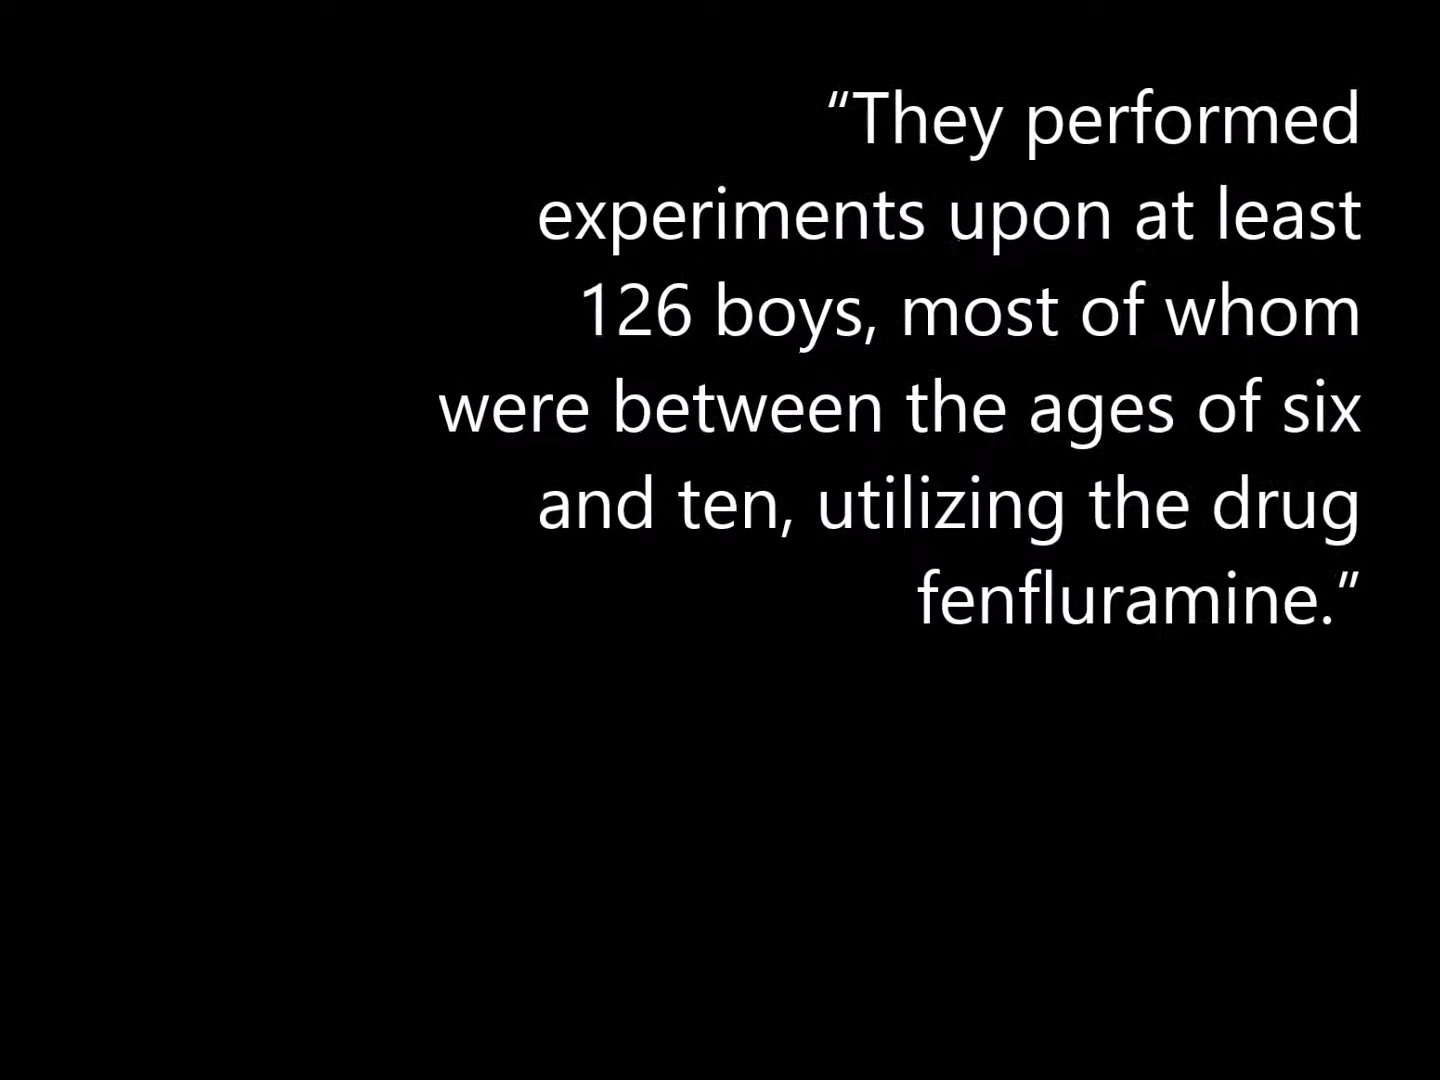 “They performed
experiments upon at least
126 boys, most of whom
were between the ages of six
and ten, utilizing the drug
fenfluramine.”